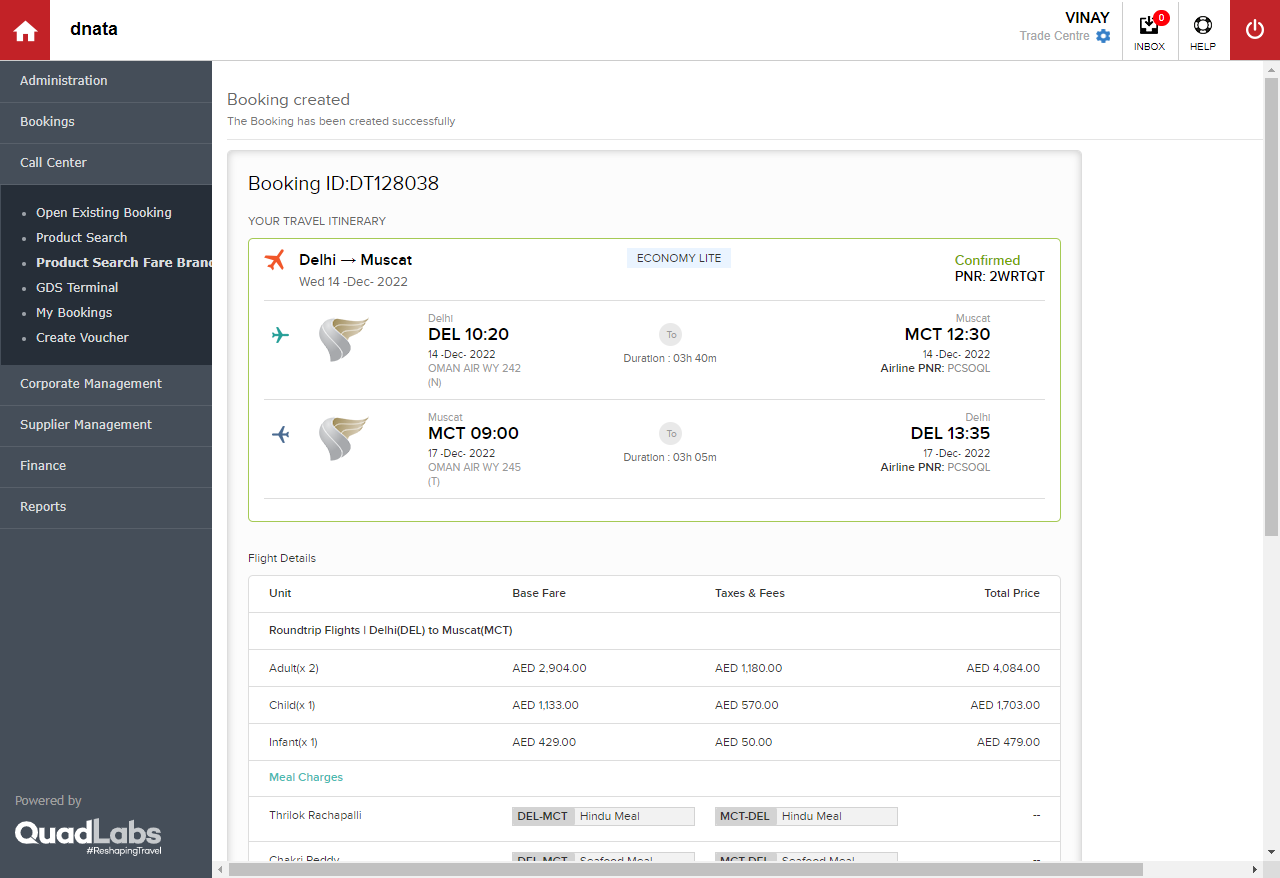 dnata
VINAY
Trade Centre
0
INBOX
HELP
Administration
Bookings
Call Center
Open Existing Booking
Product Search
Product Search Fare Brand
GDS Terminal
My Bookings
Create Voucher
Corporate Management
Supplier Management
Finance
Reports
Powered by
QuadLabs
#ReshapingTravel
Booking created
The Booking has been created successfully
Booking ID:DT128038
YOUR TRAVEL ITINERARY
Delhi → Muscat
ECONOMY LITE
Confirmed
Wed 14 -Dec- 2022
PNR: 2WRTQT
Delhi
Muscat
DEL 10:20
To
MCT 12:30
14 -Dec- 2022
Duration : 03h 40m
14 -Dec- 2022
OMAN AIR WY 242
Airline PNR: PCSOQL
(N)
Muscat
Delhi
MCT 09:00
To
DEL 13:35
17 -Dec- 2022
Duration : 03h 05m
17 -Dec- 2022
OMAN AIR WY 245
Airline PNR: PCSOQL
(T)
Flight Details
Unit Base Fare Taxes & Fees Total Price
Roundtrip Flights | Delhi(DEL) to Muscat(MCT)
Adult(x 2) AED 2,904.00 AED 1,180.00 AED 4,084.00
Child(x 1) AED 1,133.00 AED 570.00 AED 1,703.00
Infant(x 1) AED 429.00 AED 50.00 AED 479.00
Meal Charges
Thrilok Rachapalli DEL-MCT Hindu Meal MCT-DEL Hindu Meal --
Chakri Reddy DEL-MCT Seafood Meal MCT-DEL Seafood Meal --